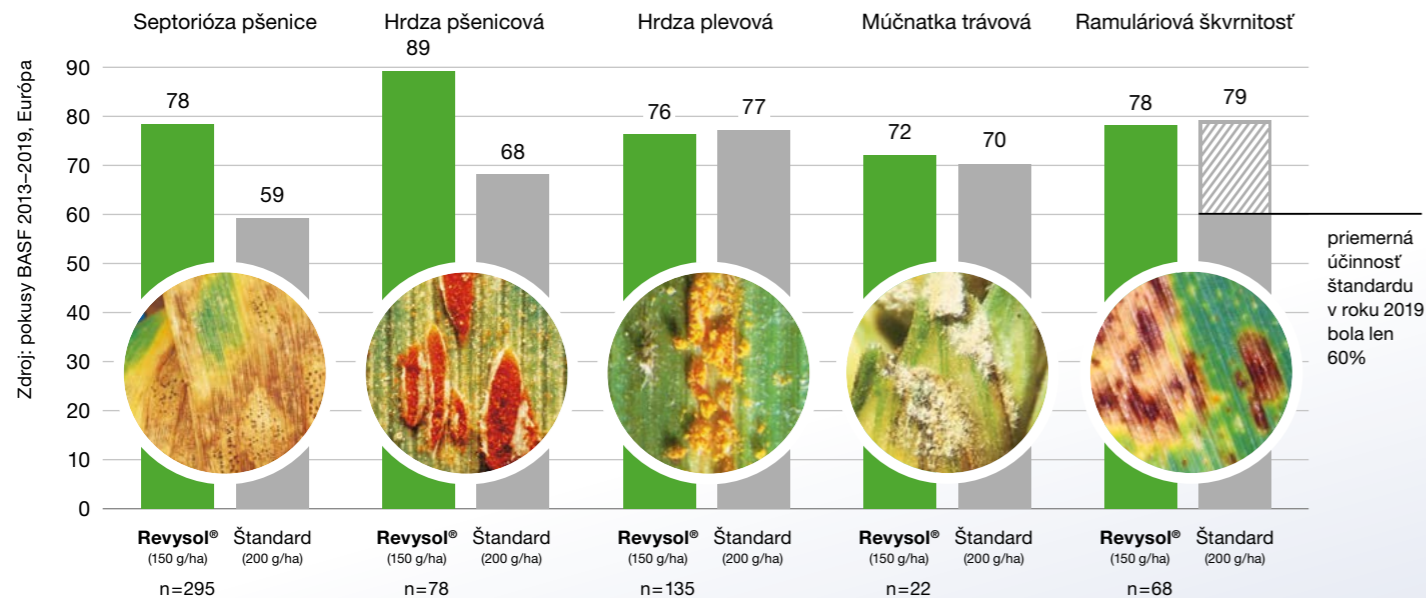 Septorióza pšenice
Hrdza pšenicová
Hrdza plevová
Múčnatka trávová
Ramuláriová škvrnitosť
Zdroj: pokusy BASF 2013–2019, Európa
90
80
70
60
50
40
30
20
10
0
78
59
89
68
76
77
72
70
78
79
priemerná
účinnosť
štandardu
v roku 2019
bola len
60%
Revysol® Štandard
(150 g/ha) (200 g/ha)
n=295
Revysol® Štandard
(150 g/ha) (200 g/ha)
n=78
Revysol® Štandard
(150 g/ha) (200 g/ha)
n=135
Revysol® Štandard
(150 g/ha) (200 g/ha)
n=22
Revysol® Štandard
(150 g/ha) (200 g/ha)
n=68